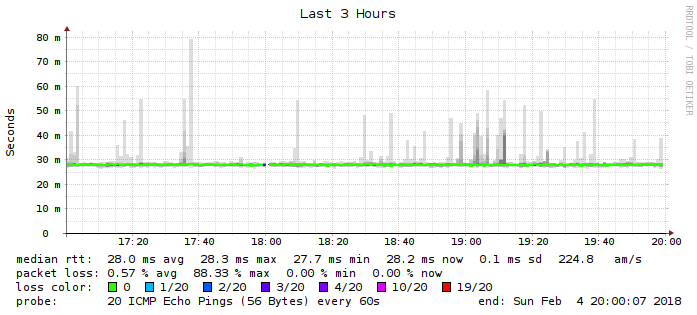 Last 3 Hours
RRDTOOL / TOBI OETIKER
Seconds
80 m
70 m
60 m
50 m
40 m
30 m
20 m
10 m
0
17:20 17:40 18:00 18:20 18:40 19:00 19:20 19:40 20:00
median rtt: 28.0 ms avg 28.3 ms max 27.7 ms min 28.2 ms now 0.1 ms sd 224.8 am/s
packet loss: 0.57 % avg 88.33 % max 0.00 % min 0.00 % now
loss color: 0 1/20 2/20 3/20 4/20 10/20 19/20
probe: 20 ICMP Echo Pings (56 Bytes) every 60s end: Sun Feb 4 20:00:07 2018